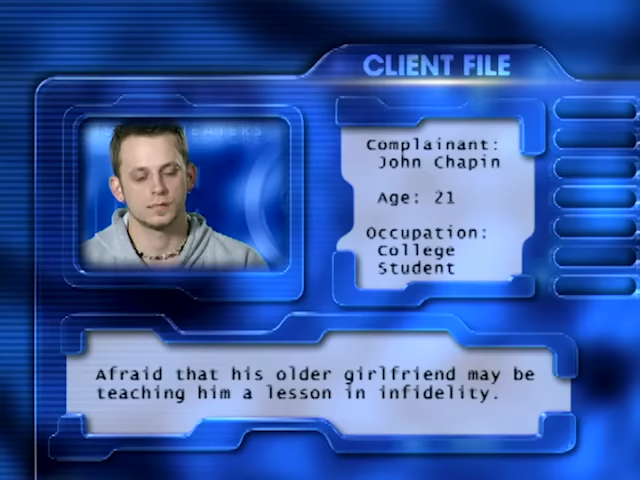 CLIENT FILE
Complainant:
John Chapin
Age: 21
Occupation:
College
Student
Afraid that his older girlfriend may be
teaching him a lesson in infidelity.